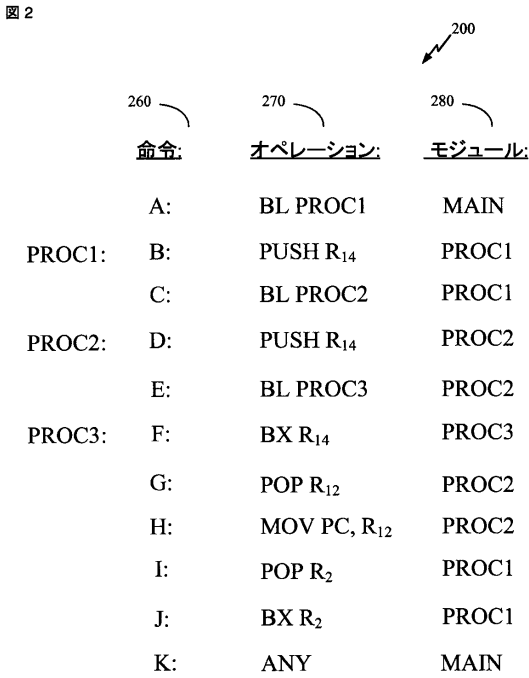 図2
200
260 270 280
命令: オペレーション: モジュール:
A: BL PROC1 MAIN
PROC1: B: PUSH R14 PROC1
C: BL PROC2 PROC1
PROC2: D: PUSH R14 PROC2
E: BL PROC3 PROC2
PROC3: F: BX R14 PROC3
G: POP R12 PROC2
H: MOV PC, R12 PROC2
I: POP R2 PROC1
J: BX R2 PROC1
K: ANY MAIN